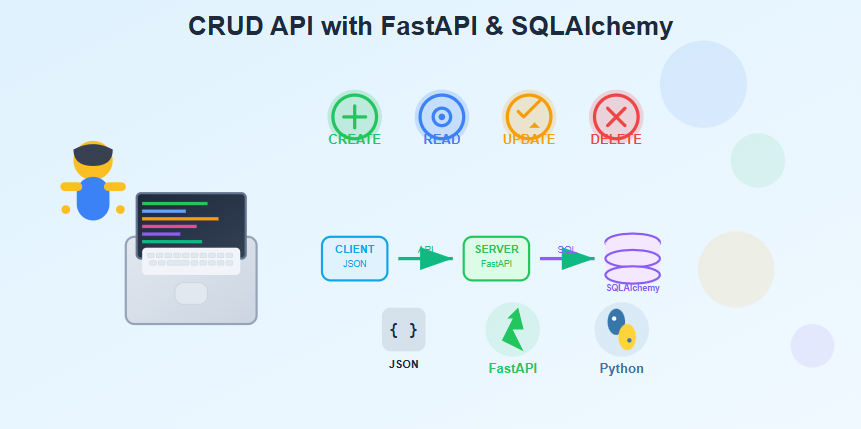 CRUD API with FastAPI & SQLAlchemy
CREATE
READ
UPDATE
DELETE
CLIENT
JSON
API
SERVER
FastAPI
SQL
SQLAlchemy
{ }
JSON
FastAPI
Python